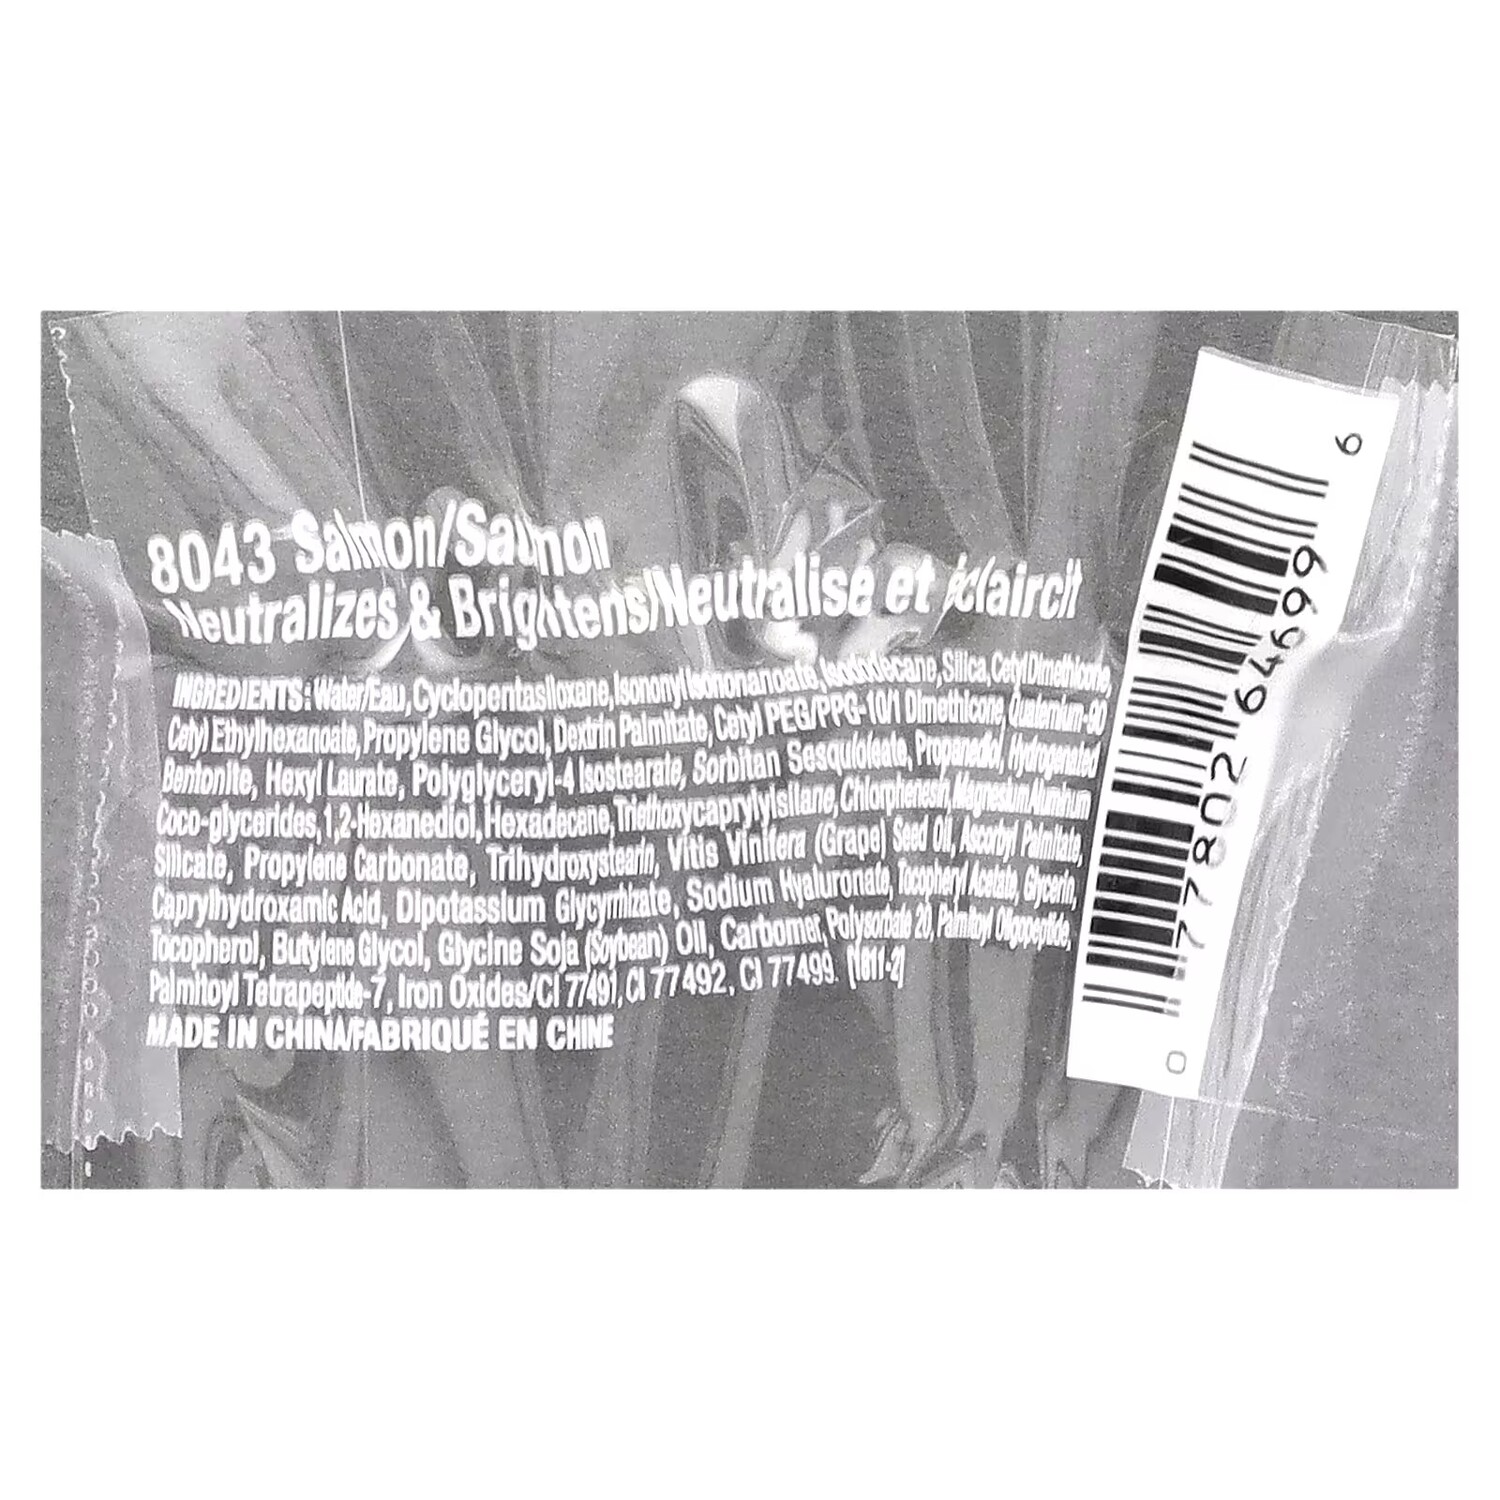 8043 Salmon/Saumon
Neutralizes & Brightens/Neutralise et éclaircit
INGREDIENTS: Water/Eau, Cyclopentasiloxane, Isononyl Isononanoate, Isododecane, Silica, Cetyl Dimethicone,
Cetyl Ethylhexanoate, Propylene Glycol, Dextrin Palmitate, Cetyl PEG/PPG-10/1 Dimethicone, Quaternium-90
Bentonite, Hexyl Laurate, Polyglyceryl-4 Isostearate, Sorbitan Sesquioleate, Propanediol, Hydrogenated
Coco-glycerides, 1,2-Hexanediol, Hexadecene, Triethoxycaprylylsilane, Chlorphenesin, Magnesium Aluminum
Silicate, Propylene Carbonate, Trihydroxystearin, Vitis Vinifera (Grape) Seed Oil, Ascorbyl Palmitate,
Caprylhydroxamic Acid, Dipotassium Glycyrrhizate, Sodium Hyaluronate, Tocopheryl Acetate, Glycerin,
Tocopherol, Butylene Glycol, Glycine Soja (Soybean) Oil, Carbomer, Polysorbate 20, Palmitoyl Oligopeptide,
Palmitoyl Tetrapeptide-7, Iron Oxides/CI 77491, CI 77492, CI 77499. [1611-2]
MADE IN CHINA/FABRIQUÉ EN CHINE
0 77802 64699 6